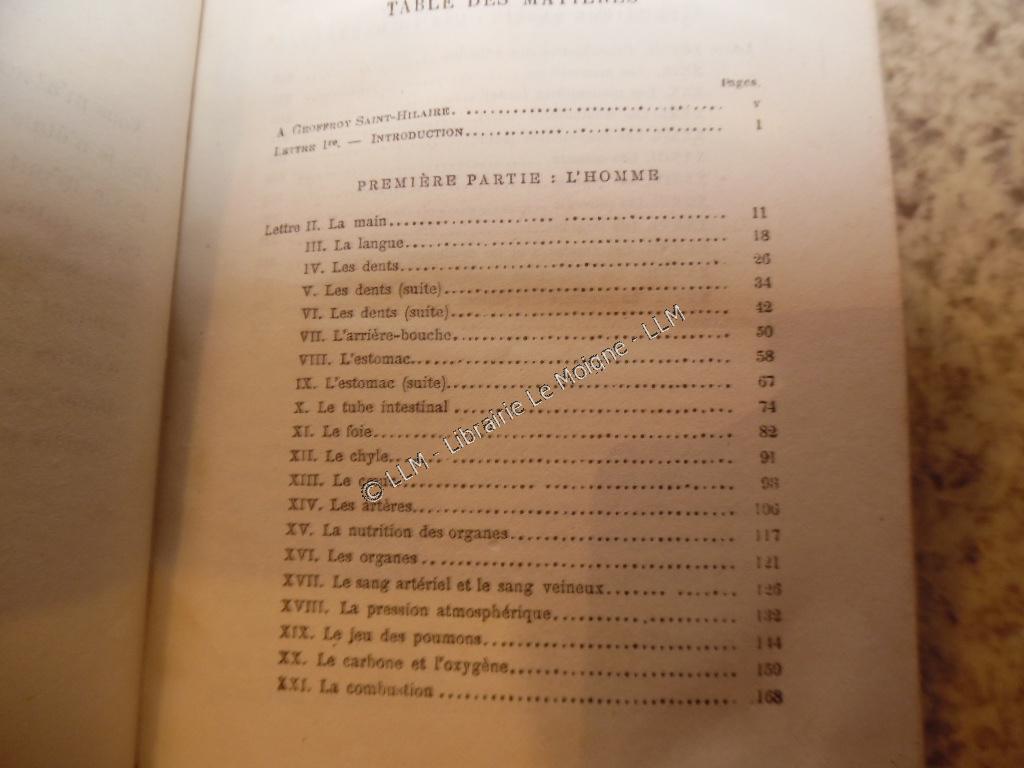 TABLE DES MATIÈRES
Pages.
A GEOFFROY SAINT-HILAIRE. v
LETTRE Ire. — INTRODUCTION. 1
PREMIÈRE PARTIE : L'HOMME
Lettre II. La main. 11
III. La langue. 18
IV. Les dents. 26
V. Les dents (suite). 34
VI. Les dents (suite). 42
VII. L'arrière-bouche. 50
VIII. L'estomac. 58
IX. L'estomac (suite). 67
X. Le tube intestinal 74
XI. Le foie. 82
XII. Le chyle. 91
XIII. Le cœur. 98
XIV. Les artères. 106
XV. La nutrition des organes. 117
XVI. Les organes 121
XVII. Le sang artériel et le sang veineux. 126
XVIII. La pression atmosphérique. 132
XIX. Le jeu des poumons. 144
XX. Le carbone et l'oxygène. 159
XXI. La combustion 168
© LLM - Librairie Le Moigne - LLM